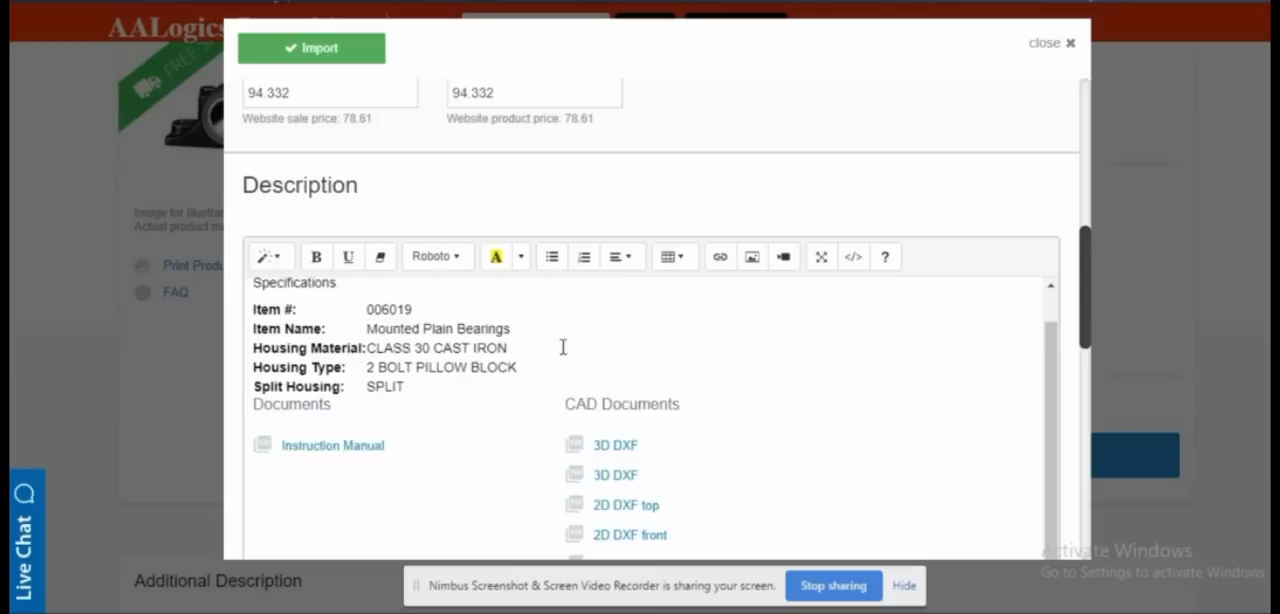 AALogics
Import
close ✖
FREE
94.332 94.332
Website sale price: 78.61 Website product price: 78.61
Description
B U Roboto A </> ?
Specifications
Item #: 006019
Item Name: Mounted Plain Bearings
Housing Material: CLASS 30 CAST IRON
Housing Type: 2 BOLT PILLOW BLOCK
Split Housing: SPLIT
Documents CAD Documents
Instruction Manual 3D DXF
3D DXF
2D DXF top
2D DXF front
Image for Illustrat
Actual product m
Print Produ
FAQ
Live Chat
Additional Description
Activate Windows
Go to Settings to activate Windows.
Nimbus Screenshot & Screen Video Recorder is sharing your screen. Stop sharing Hide